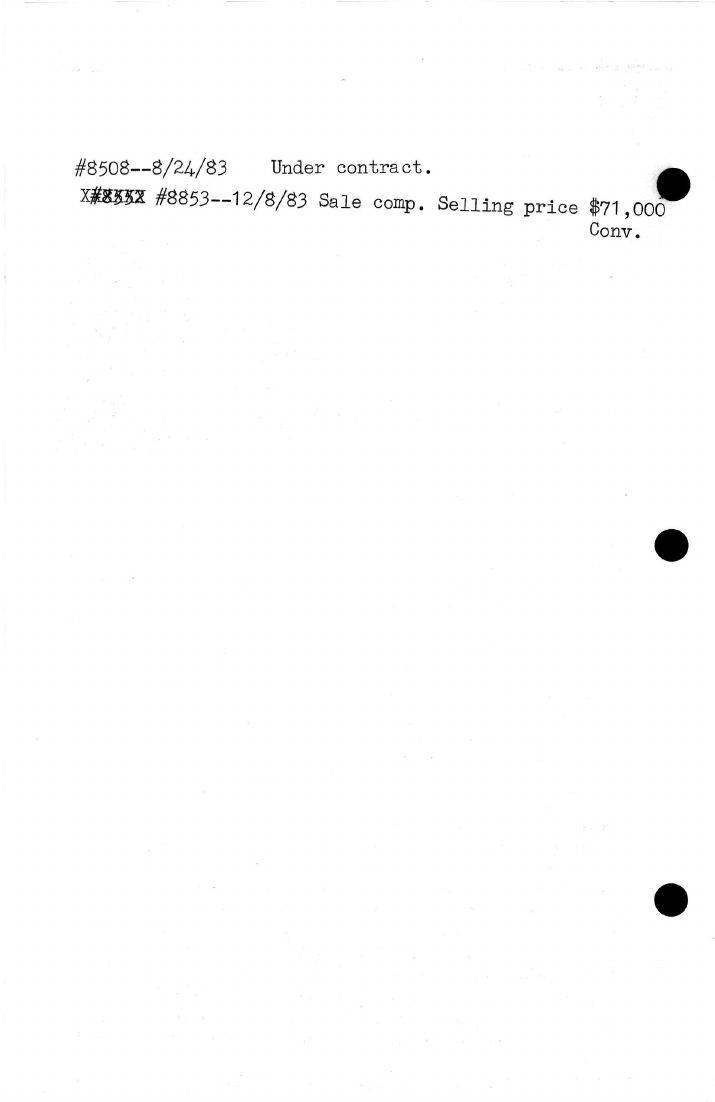 #8508--8/24/83 Under contract.
#8853--12/8/83 Sale comp. Selling price $71,000
Conv.